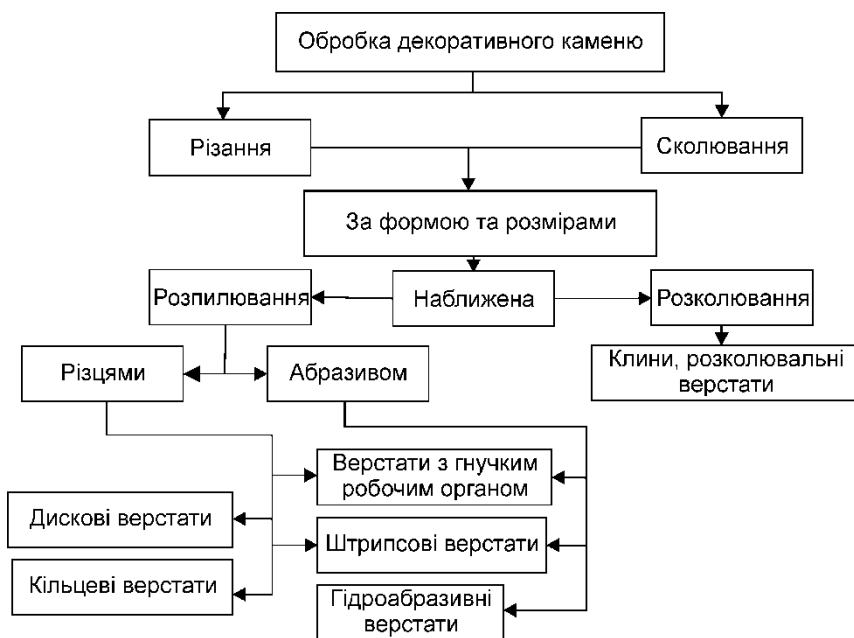 Обробка декоративного каменю
Різання
Сколювання
За формою та розмірами
Розпилювання
Наближена
Розколювання
Різцями
Абразивом
Клини, розколювальні
верстати
Верстати з гнучким
робочим органом
Дискові верстати
Штрипсові верстати
Кільцеві верстати
Гідроабразивні
верстати